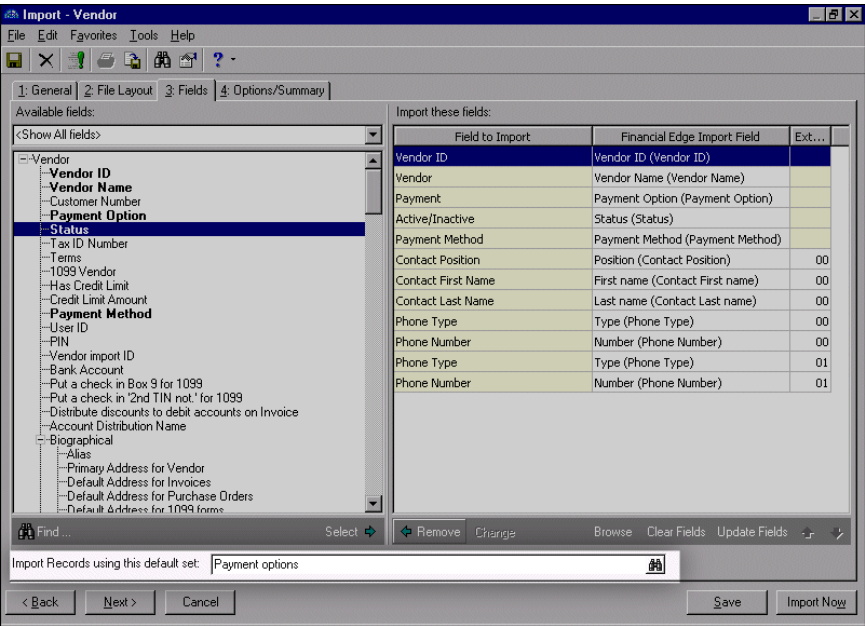 Import - Vendor
File Edit Favorites Tools Help
1: General 2: File Layout 3: Fields 4: Options/Summary
Available fields:
<Show All fields>
Vendor
Vendor ID
Vendor Name
Customer Number
Payment Option
Status
Tax ID Number
Terms
1099 Vendor
Has Credit Limit
Credit Limit Amount
Payment Method
User ID
PIN
Vendor import ID
Bank Account
Put a check in Box 9 for 1099
Put a check in '2nd TIN not.' for 1099
Distribute discounts to debit accounts on Invoice
Account Distribution Name
Biographical
Alias
Primary Address for Vendor
Default Address for Invoices
Default Address for Purchase Orders
Default Address for 1099 forms
Find ... Select
Import these fields:
Field to Import Financial Edge Import Field Ext...
Vendor ID Vendor ID (Vendor ID)
Vendor Vendor Name (Vendor Name)
Payment Payment Option (Payment Option)
Active/Inactive Status (Status)
Payment Method Payment Method (Payment Method)
Contact Position Position (Contact Position) 00
Contact First Name First name (Contact First name) 00
Contact Last Name Last name (Contact Last name) 00
Phone Type Type (Phone Type) 00
Phone Number Number (Phone Number) 00
Phone Type Type (Phone Type) 01
Phone Number Number (Phone Number) 01
Remove Change Browse Clear Fields Update Fields
Import Records using this default set: Payment options
< Back Next > Cancel Save Import Now